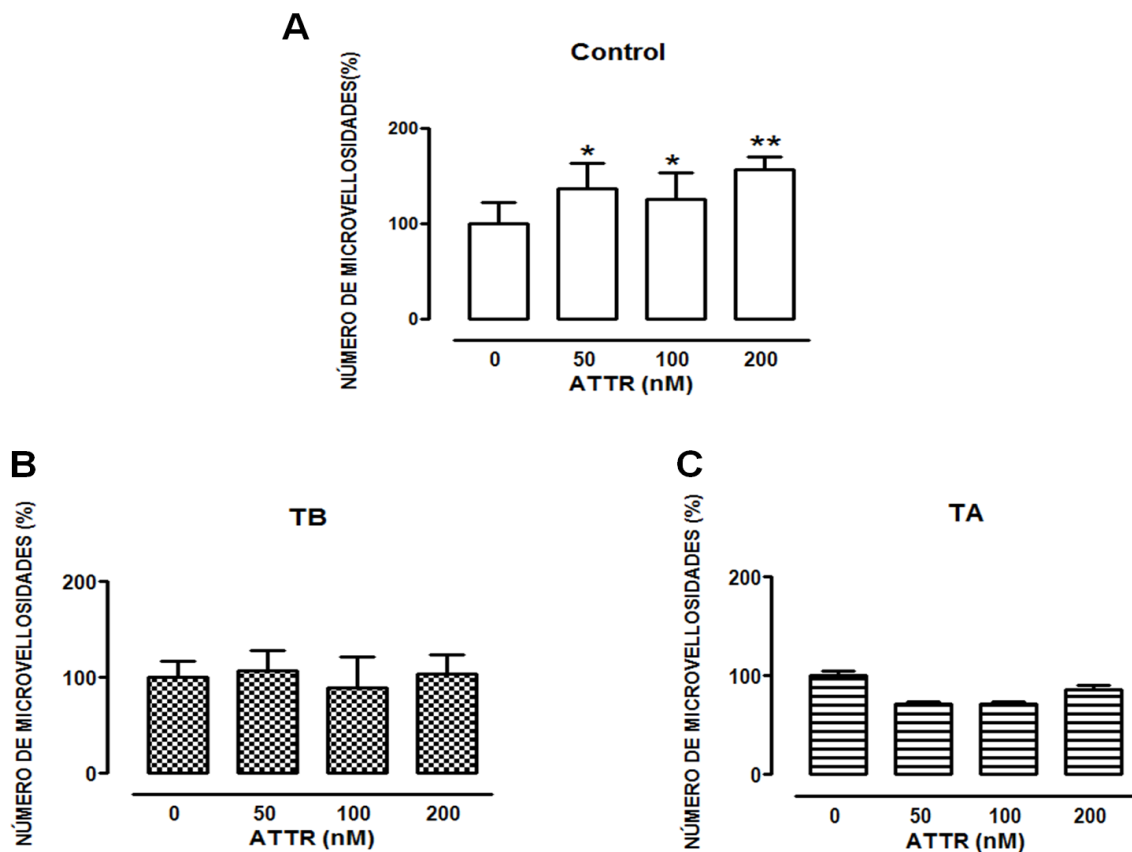 A
Control
NÚMERO DE MICROVELLOSIDADES(%)
200
100
0
* * **
0 50 100 200
ATTR (nM)
B
TB
NÚMERO DE MICROVELLOSIDADES (%)
200
100
0
0 50 100 200
ATTR (nM)
C
TA
NÚMERO DE MICROVELLOSIDADES (%)
200
100
0
0 50 100 200
ATTR (nM)